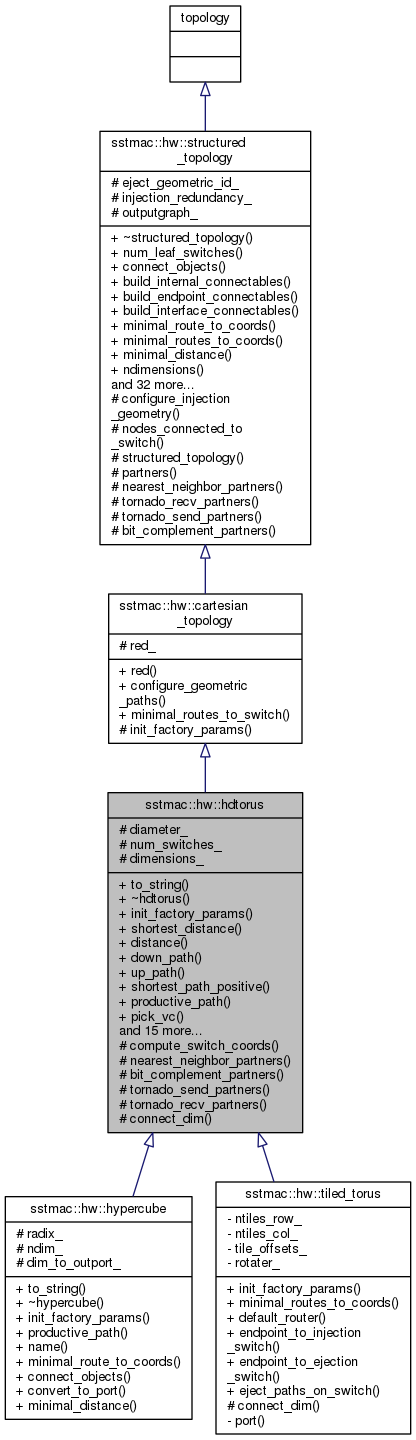 topology
sstmac::hw::structured
_topology
# eject_geometric_id_
# injection_redundancy_
# outputgraph_
+ ~structured_topology()
+ num_leaf_switches()
+ connect_objects()
+ build_internal_connectables()
+ build_endpoint_connectables()
+ build_interface_connectables()
+ minimal_route_to_coords()
+ minimal_routes_to_coords()
+ minimal_distance()
+ ndimensions()
and 32 more...
# configure_injection
_geometry()
# nodes_connected_to
_switch()
# structured_topology()
# partners()
# nearest_neighbor_partners()
# tornado_recv_partners()
# tornado_send_partners()
# bit_complement_partners()
sstmac::hw::cartesian
_topology
# red_
+ red()
+ configure_geometric
_paths()
+ minimal_routes_to_switch()
# init_factory_params()
sstmac::hw::hdtorus
# diameter_
# num_switches_
# dimensions_
+ to_string()
+ ~hdtorus()
+ init_factory_params()
+ shortest_distance()
+ distance()
+ down_path()
+ up_path()
+ shortest_path_positive()
+ productive_path()
+ pick_vc()
and 15 more...
# compute_switch_coords()
# nearest_neighbor_partners()
# bit_complement_partners()
# tornado_send_partners()
# tornado_recv_partners()
# connect_dim()
sstmac::hw::hypercube
# radix_
# ndim_
# dim_to_outport_
+ to_string()
+ ~hypercube()
+ init_factory_params()
+ productive_path()
+ name()
+ minimal_route_to_coords()
+ connect_objects()
+ convert_to_port()
+ minimal_distance()
sstmac::hw::tiled_torus
- ntiles_row_
- ntiles_col_
- tile_offsets_
- rotater_
+ init_factory_params()
+ minimal_routes_to_coords()
+ default_router()
+ endpoint_to_injection
_switch()
+ endpoint_to_ejection
_switch()
+ eject_paths_on_switch()
# connect_dim()
- port()